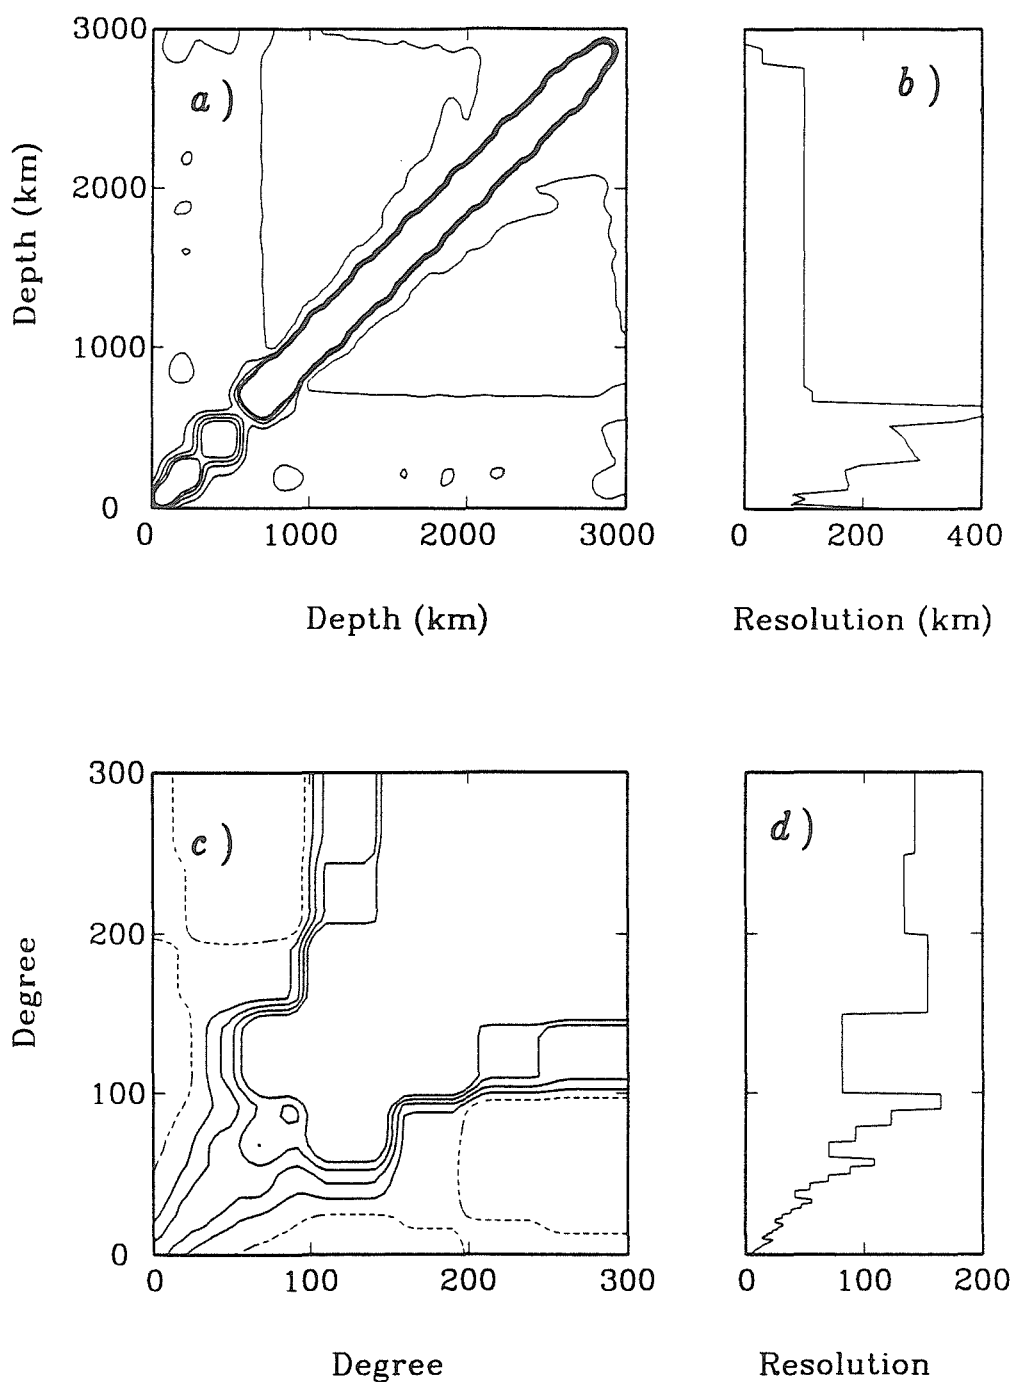 3000
2000
1000
0
Depth (km)
a )
0 1000 2000 3000
Depth (km)
b )
0 200 400
Resolution (km)
300
200
100
0
Degree
c )
0 100 200 300
Degree
d )
0 100 200
Resolution